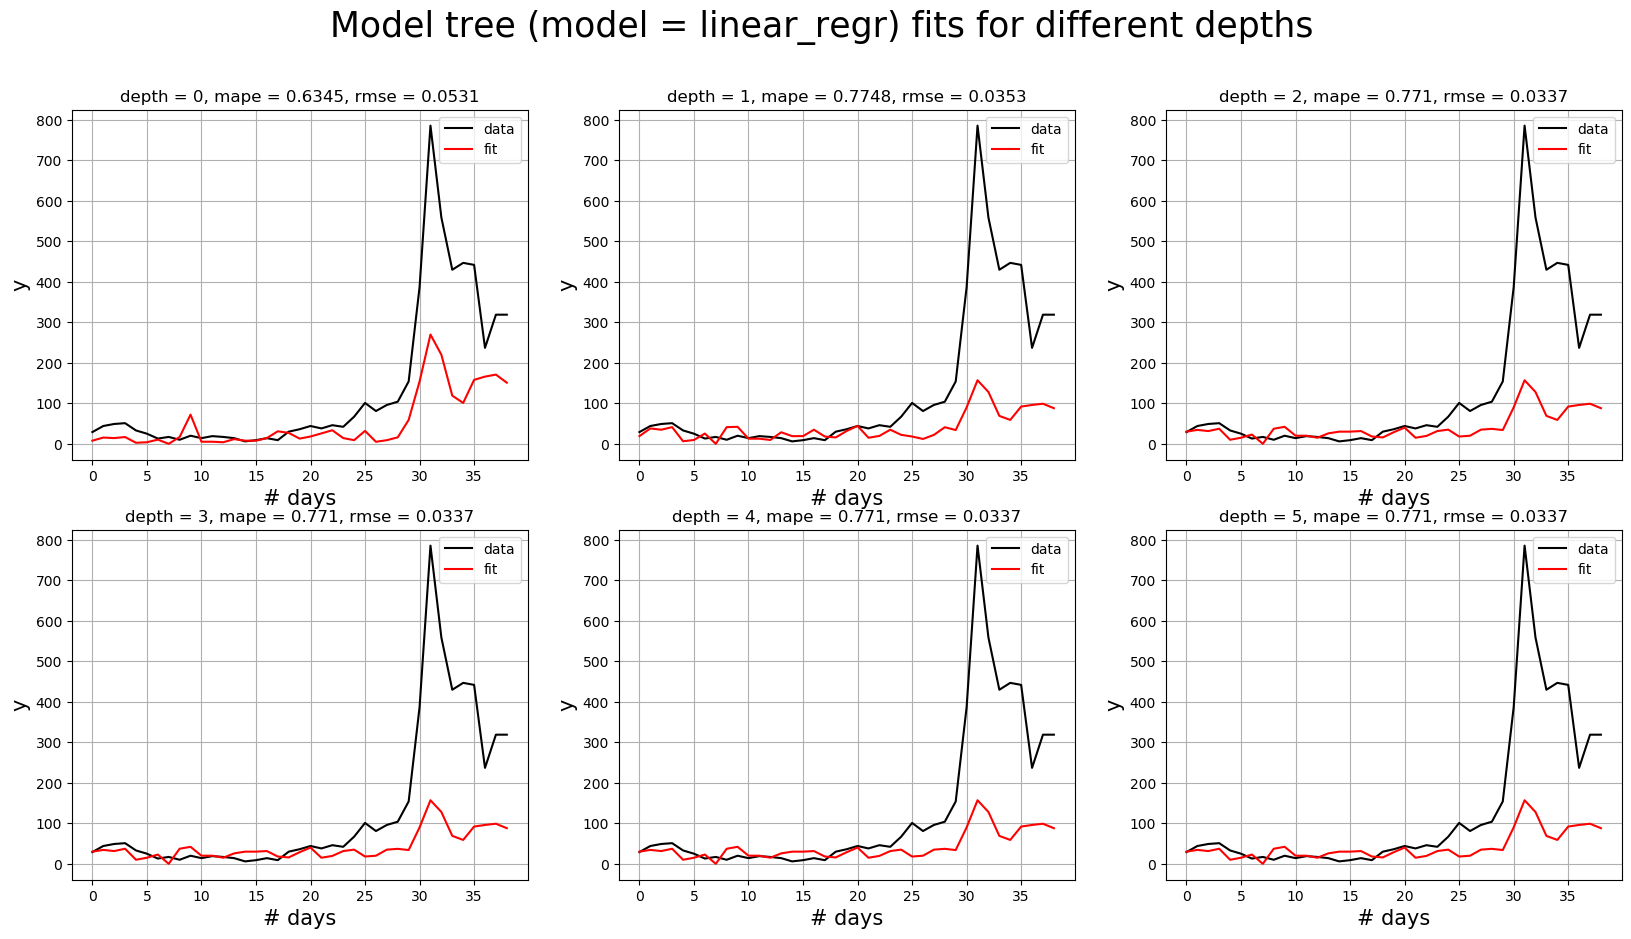 Model tree (model = linear_regr) fits for different depths
depth = 0, mape = 0.6345, rmse = 0.0531
data
fit
800
700
600
500
400
300
200
100
0
y
0 5 10 15 20 25 30 35
# days
depth = 1, mape = 0.7748, rmse = 0.0353
data
fit
800
700
600
500
400
300
200
100
0
y
0 5 10 15 20 25 30 35
# days
depth = 2, mape = 0.771, rmse = 0.0337
data
fit
800
700
600
500
400
300
200
100
0
y
0 5 10 15 20 25 30 35
# days
depth = 3, mape = 0.771, rmse = 0.0337
data
fit
800
700
600
500
400
300
200
100
0
y
0 5 10 15 20 25 30 35
# days
depth = 4, mape = 0.771, rmse = 0.0337
data
fit
800
700
600
500
400
300
200
100
0
y
0 5 10 15 20 25 30 35
# days
depth = 5, mape = 0.771, rmse = 0.0337
data
fit
800
700
600
500
400
300
200
100
0
y
0 5 10 15 20 25 30 35
# days